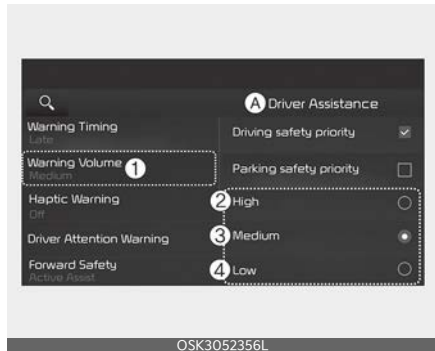 A Driver Assistance
Warning Timing
Late
Driving safety priority
Warning Volume 1
Medium
Parking safety priority
Haptic Warning
Off
2 High
Driver Attention Warning
3 Medium
Forward Safety
Active Assist
4 Low
OSK3052356L